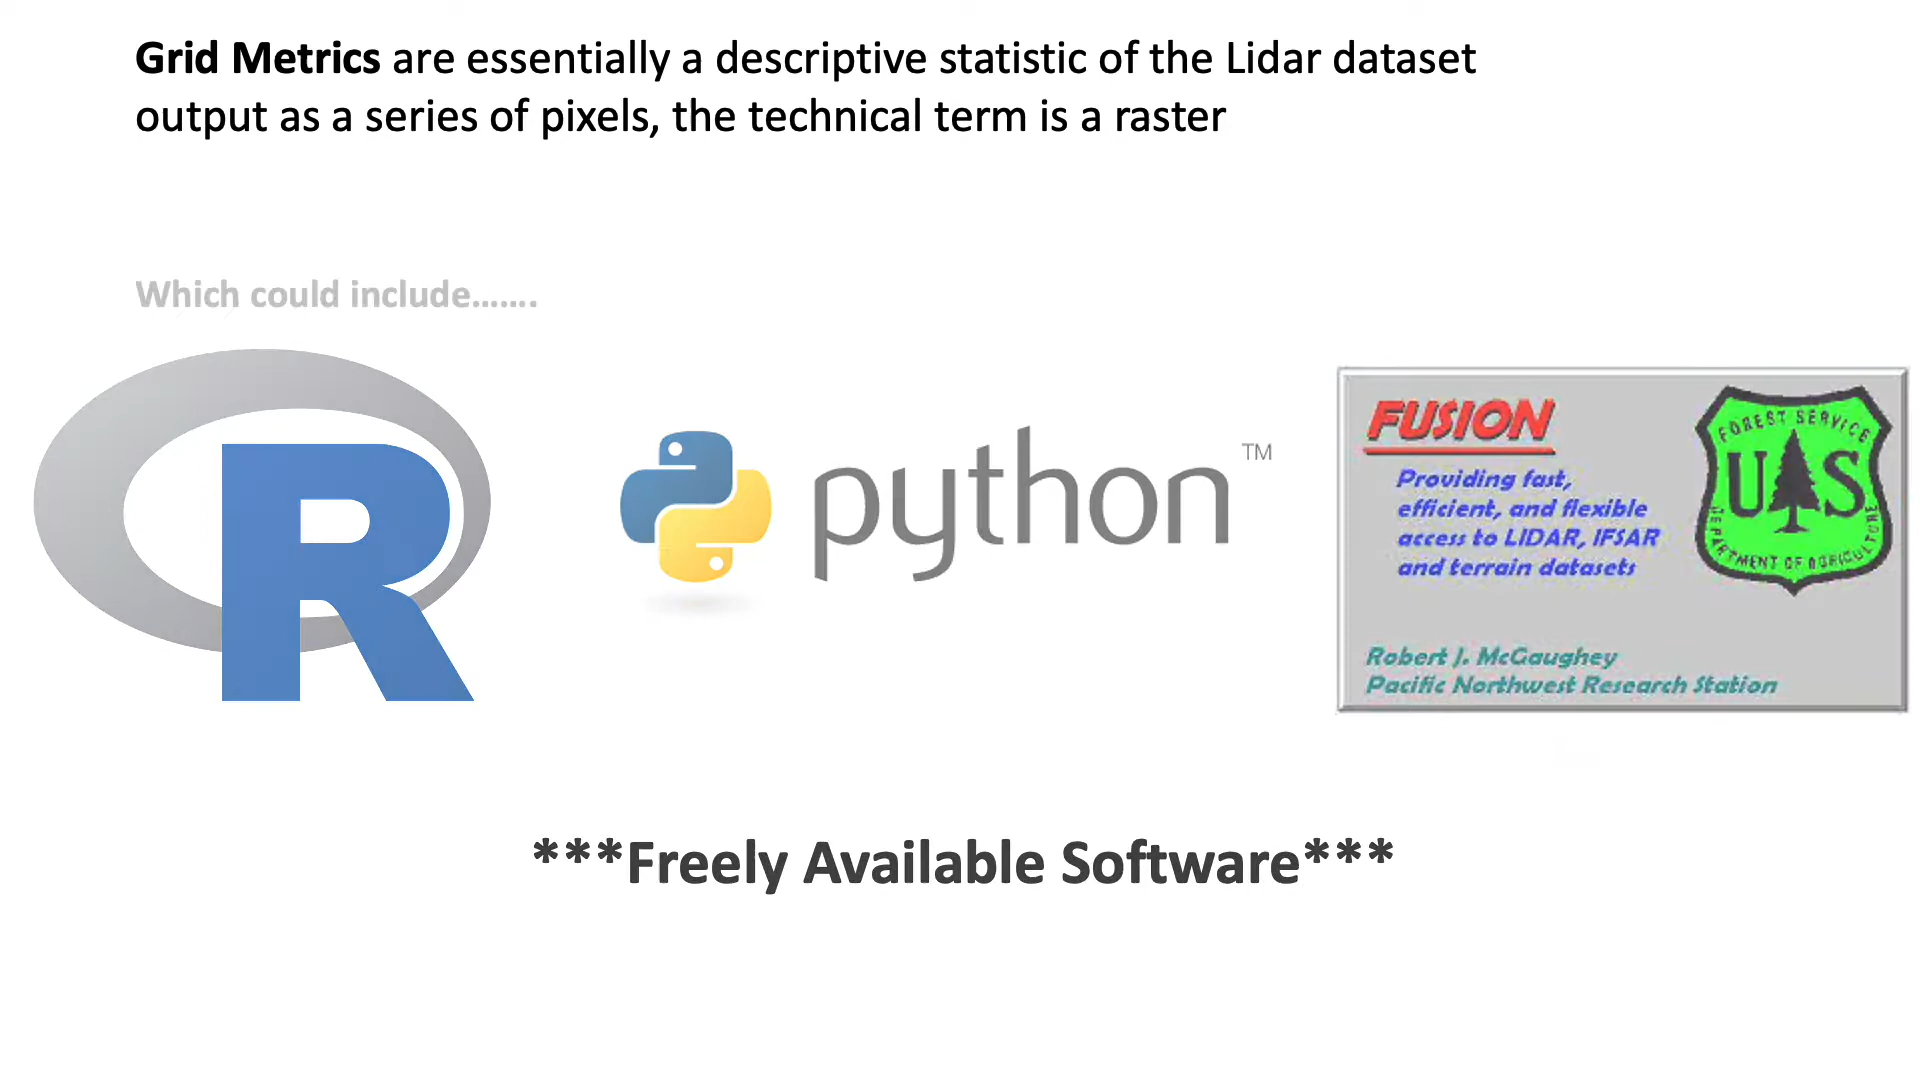 Grid Metrics are essentially a descriptive statistic of the Lidar dataset
output as a series of pixels, the technical term is a raster
Which could include.......
R
python
TM
FUSION
Providing fast,
efficient, and flexible
access to LIDAR, IFSAR
and terrain datasets
FOREST SERVICE
U S
DEPARTMENT OF AGRICULTURE
Robert J. McGaughey
Pacific Northwest Research Station
***Freely Available Software***